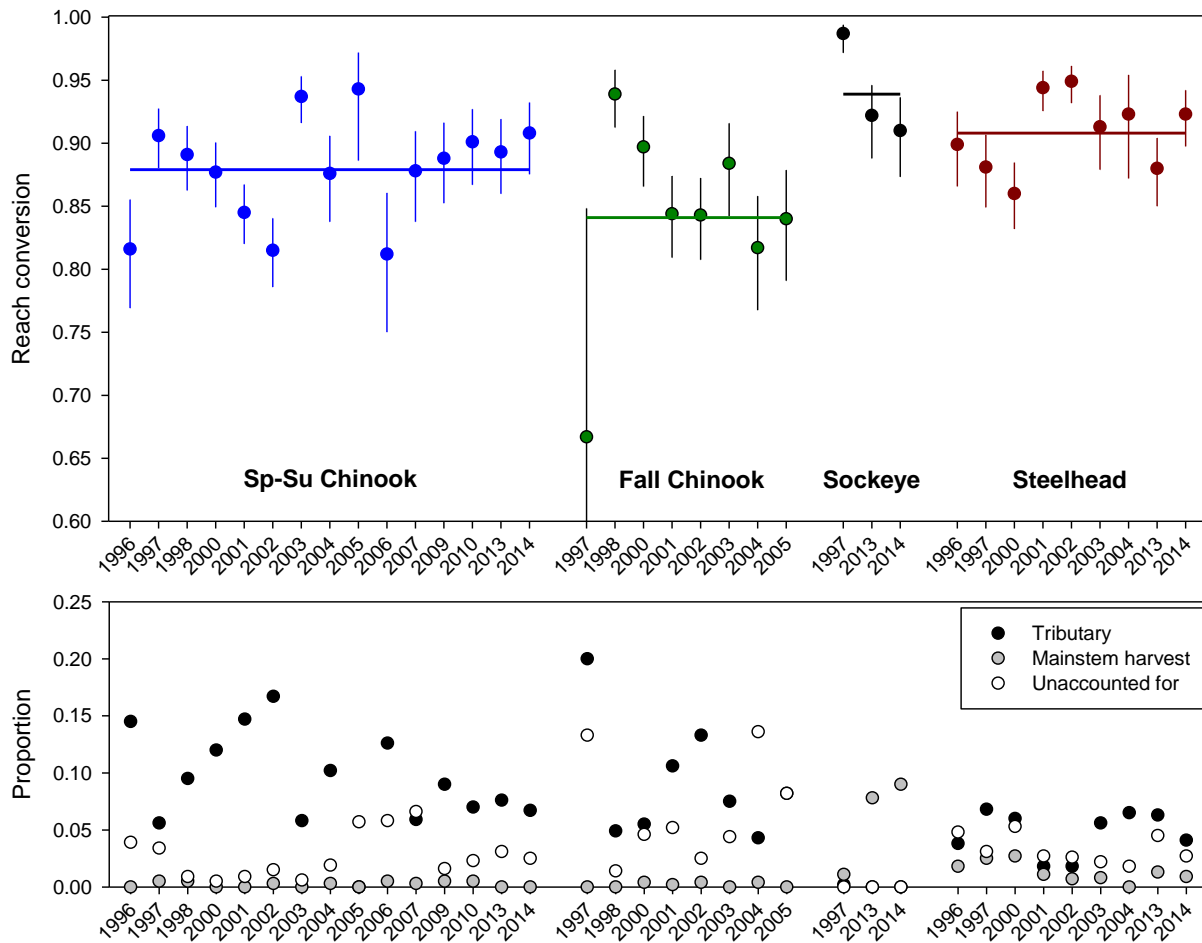 Reach conversion
1.00
0.95
0.90
0.85
0.80
0.75
0.70
0.65
0.60
Sp-Su Chinook
Fall Chinook
Sockeye
Steelhead
1996 1997 1998 2000 2001 2002 2003 2004 2005 2006 2007 2009 2010 2013 2014 1997 1998 2000 2001 2002 2003 2004 2005 1997 2013 2014 1996 1997 2000 2001 2002 2003 2004 2013 2014
Proportion
0.25
0.20
0.15
0.10
0.05
0.00
Tributary
Mainstem harvest
Unaccounted for
1996 1997 1998 2000 2001 2002 2003 2004 2005 2006 2007 2009 2010 2013 2014 1997 1998 2000 2001 2002 2003 2004 2005 1997 2013 2014 1996 1997 2000 2001 2002 2003 2004 2013 2014